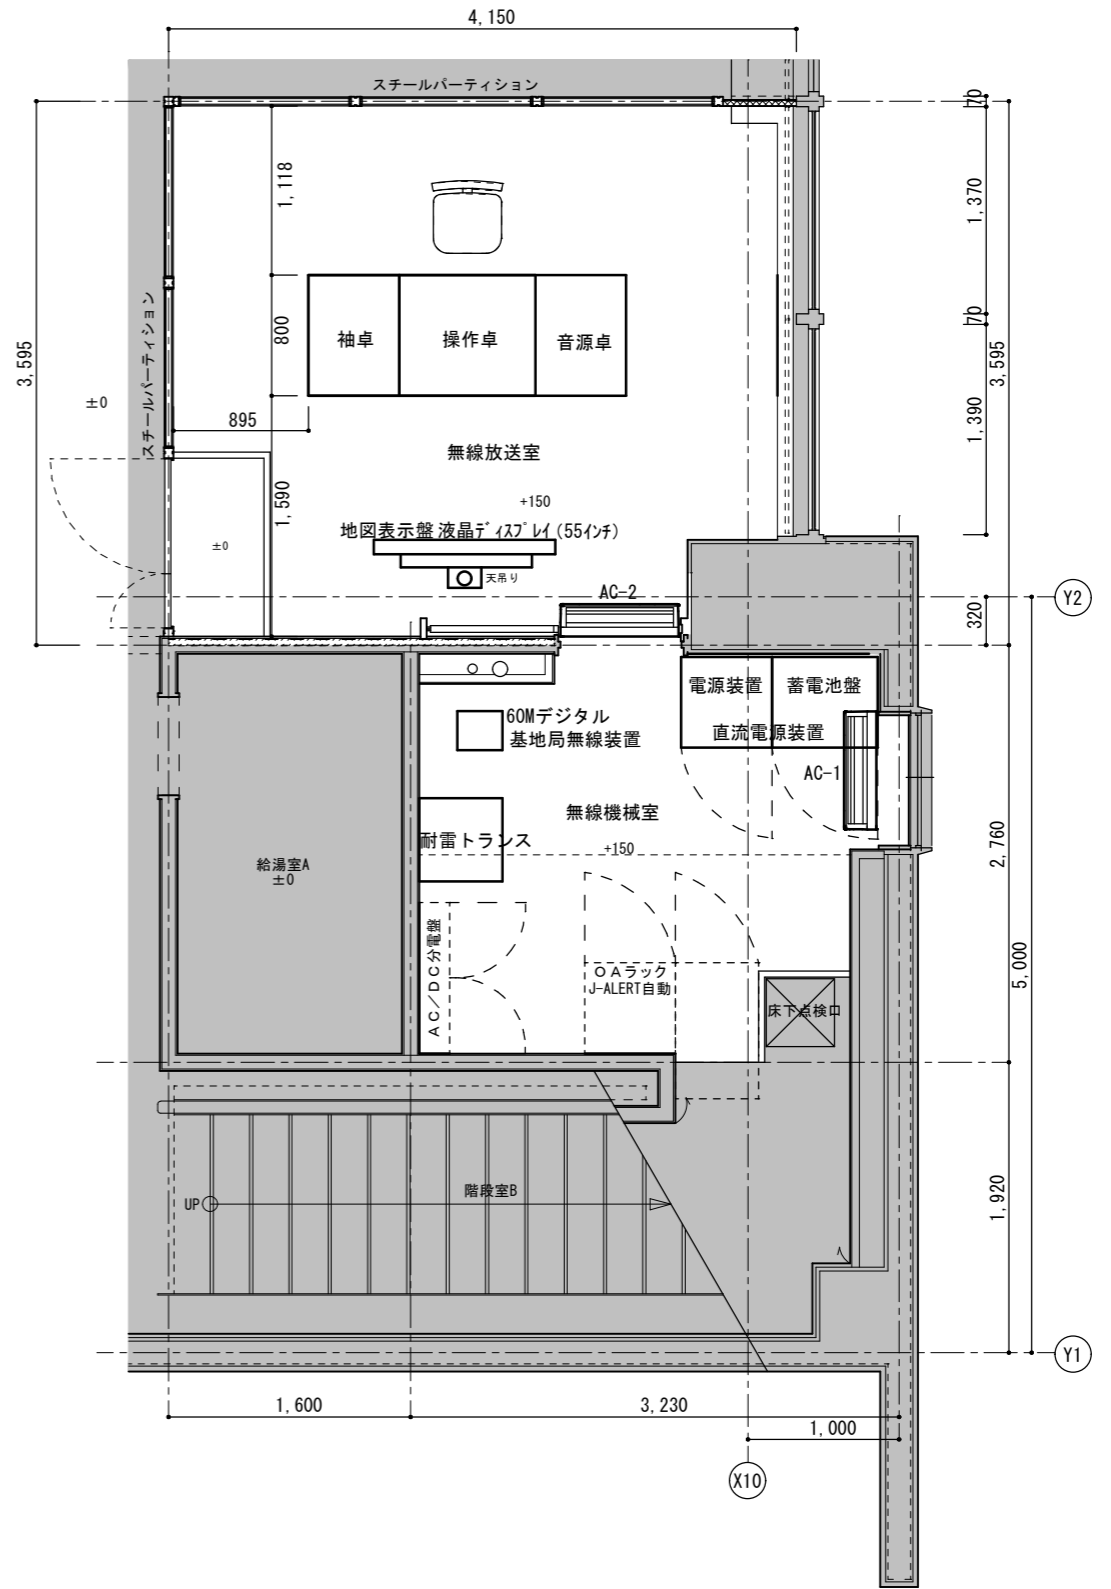 4,150
スチールパーティション
70
1,118
1,370
スチールパーティション
3,595
±0
800
袖卓
操作卓
音源卓
70
3,595
895
1,390
無線放送室
1,590
+150
±0
地図表示盤 液晶ディスプレイ (55インチ)
天吊り
AC-2
Y2
320
電源装置
蓄電池盤
60Mデジタル
基地局無線装置
直流電源装置
AC-1
無線機械室
耐雷トランス
+150
2,760
給湯室A
±0
AC/DC分電盤
OAラック
J-ALERT自動
5,000
床下点検口
階段室B
UP
1,920
Y1
1,600
3,230
1,000
X10